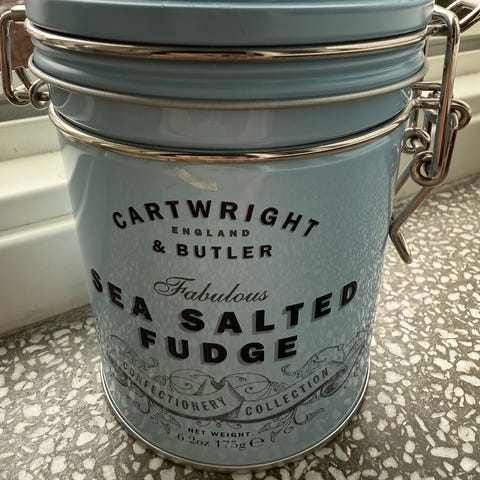 CARTWRIGHT
ENGLAND
& BUTLER
Fabulous
SEA SALTED
FUDGE
CONFECTIONERY COLLECTION
NET WEIGHT
6.2oz 175g ℮